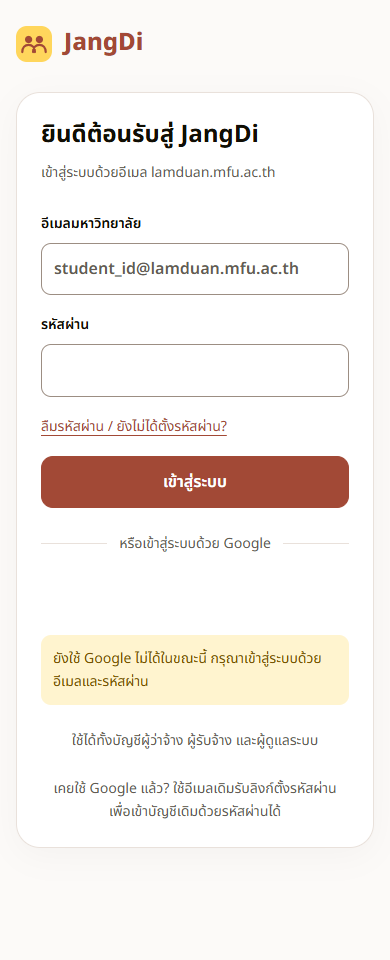 JangDi
ยินดีต้อนรับสู่ JangDi
เข้าสู่ระบบด้วยอีเมล lamduan.mfu.ac.th
อีเมลมหาวิทยาลัย
student_id@lamduan.mfu.ac.th
รหัสผ่าน
ลืมรหัสผ่าน / ยังไม่ได้ตั้งรหัสผ่าน?
เข้าสู่ระบบ
หรือเข้าสู่ระบบด้วย Google
ยังใช้ Google ไม่ได้ในขณะนี้ กรุณาเข้าสู่ระบบด้วย
อีเมลและรหัสผ่าน
ใช้ได้ทั้งบัญชีผู้ว่าจ้าง ผู้รับจ้าง และผู้ดูแลระบบ
เคยใช้ Google แล้ว? ใช้อีเมลเดิมรับลิงก์ตั้งรหัสผ่าน
เพื่อเข้าบัญชีเดิมด้วยรหัสผ่านได้